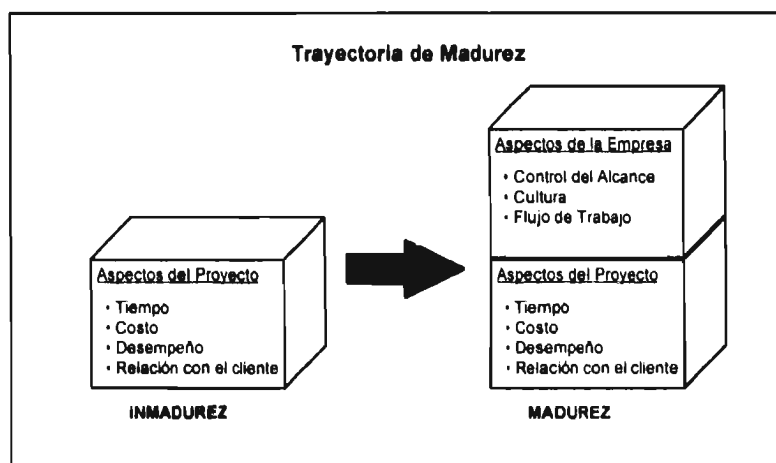 Trayectoria de Madurez
Aspectos de la Empresa
• Control del Alcance
• Cultura
• Flujo de Trabajo
Aspectos del Proyecto
• Tiempo
• Costo
• Desempeño
• Relación con el cliente
INMADUREZ
Aspectos del Proyecto
• Tiempo
• Costo
• Desempeño
• Relación con el cliente
MADUREZ